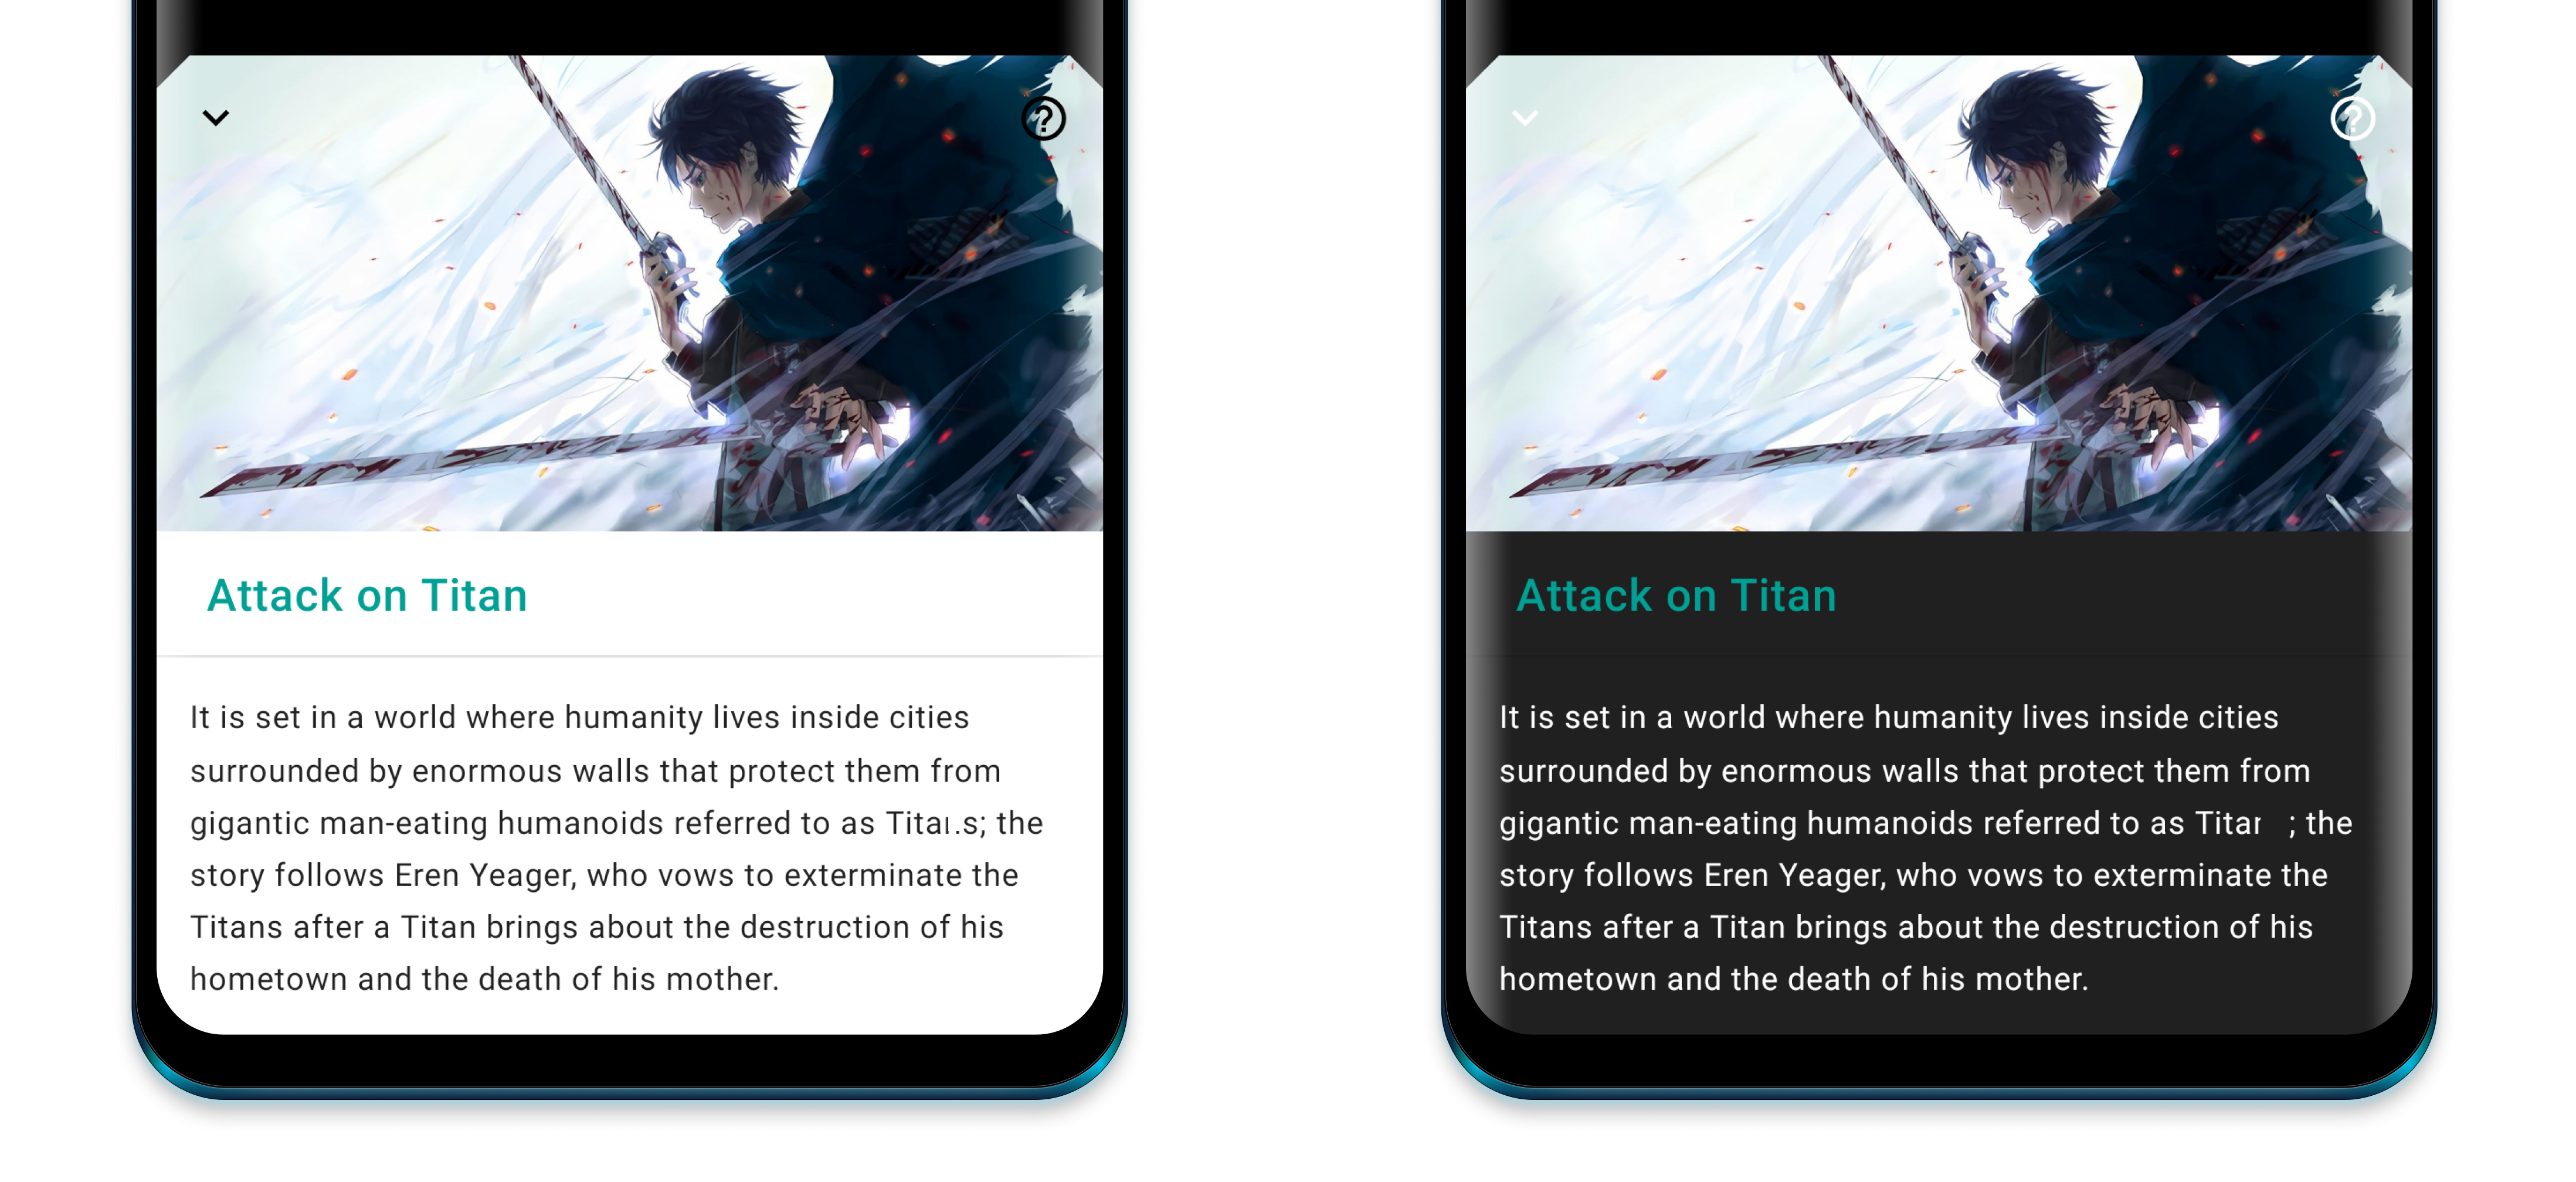 Attack on Titan
It is set in a world where humanity lives inside cities
surrounded by enormous walls that protect them from
gigantic man-eating humanoids referred to as ; the
story follows Eren Yeager, who vows to exterminate the
Titans after a Titan brings about the destruction of his
hometown and the death of his mother.
Attack on Titan
It is set in a world where humanity lives inside cities
surrounded by enormous walls that protect them from
gigantic man-eating humanoids referred to as ; the
story follows Eren Yeager, who vows to exterminate the
Titans after a Titan brings about the destruction of his
hometown and the death of his mother.